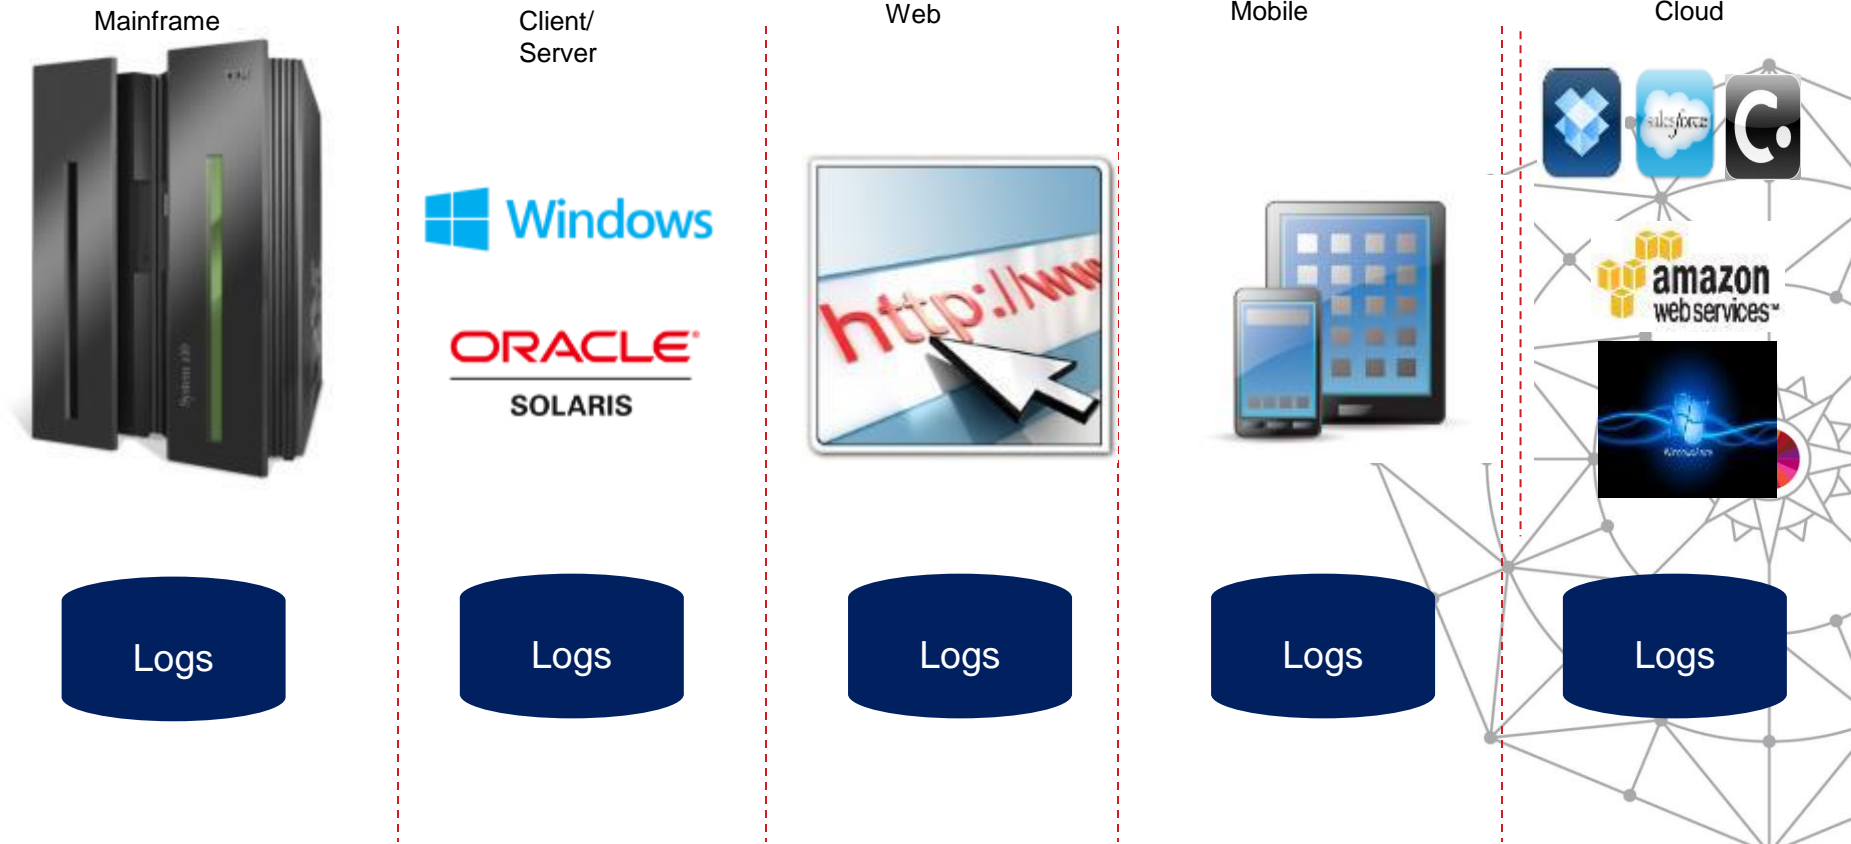 Mainframe
Client/
Server
Web
Mobile
Cloud
salesforce
Windows
http://www
amazon
web services™
ORACLE®
SOLARIS
Logs
Logs
Logs
Logs
Logs